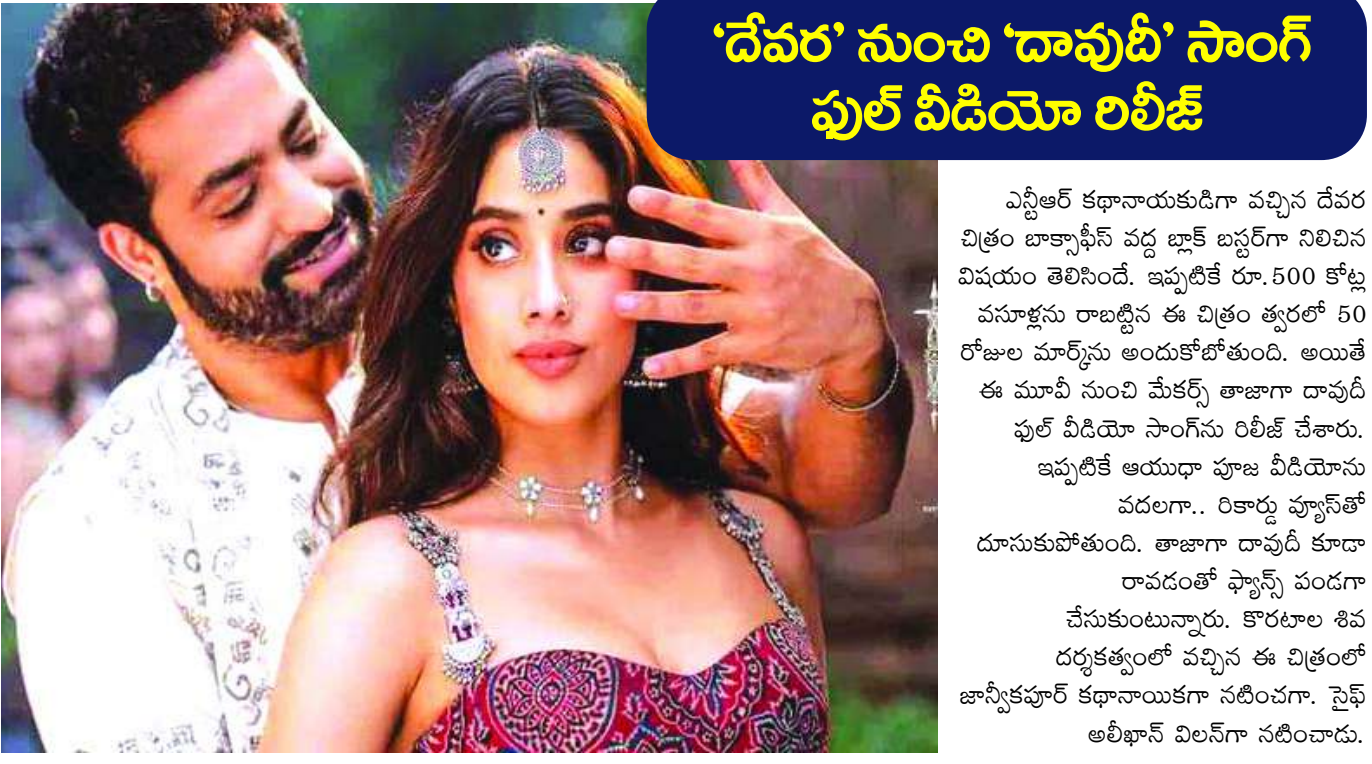 ‘దేవర’ నుంచి ‘దావుదీ’ సాంగ్
ఫుల్ వీడియో రిలీజ్
ఎన్టీఆర్ కథానాయకుడిగా వచ్చిన దేవర
చిత్రం బాక్సాఫీస్ వద్ద బ్లాక్ బస్టర్‌గా నిలిచిన
విషయం తెలిసిందే. ఇప్పటికే రూ.500 కోట్ల
వసూళ్లను రాబట్టిన ఈ చిత్రం త్వరలో 50
రోజుల మార్క్‌ను అందుకోబోతుంది. అయితే
ఈ మూవీ నుంచి మేకర్స్ తాజాగా దావుదీ
ఫుల్ వీడియో సాంగ్‌ను రిలీజ్ చేశారు.
ఇప్పటికే ఆయుధా పూజ వీడియోను
వదలగా.. రికార్డు వ్యూస్‌తో
దూసుకుపోతుంది. తాజాగా దావుదీ కూడా
రావడంతో ఫ్యాన్స్ పండగా
చేసుకుంటున్నారు. కొరటాల శివ
దర్శకత్వంలో వచ్చిన ఈ చిత్రంలో
జాన్వీకపూర్ కథానాయికగా నటించగా. సైఫ్
అలీఖాన్ విలన్‌గా నటించాడు.